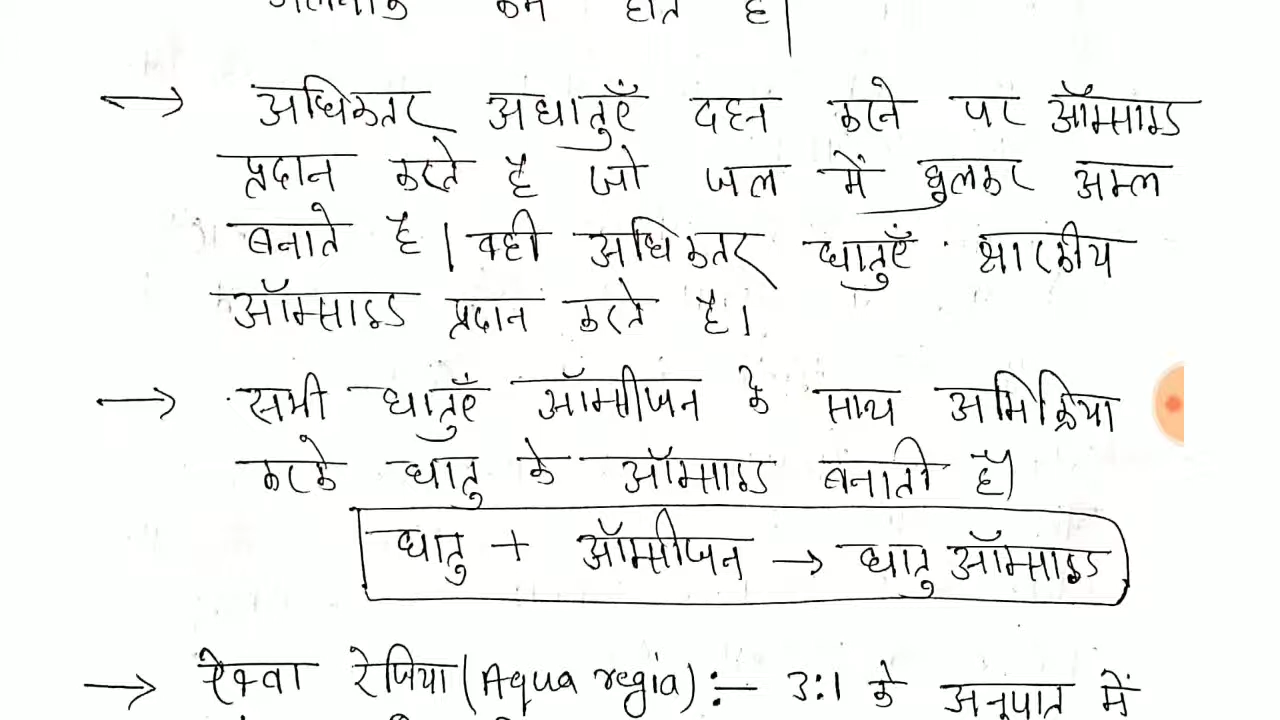 कम होते हैं।
→ अधिकतर अधातुएँ दहन करने पर ऑक्साइड
प्रदान करते है जो जल में घुलकर अम्ल
बनाते है। वही अधिकतर धातुएँ क्षारकीय
ऑक्साइड प्रदान करते है।
→ सभी धातुएँ ऑक्सीजन के साथ अभिक्रिया
करके धातु के ऑक्साइड बनाती है।
धातु + ऑक्सीजन → धातु ऑक्साइड
→ ऐक्वा रेजिया (Aqua regia) :- 3:1 के अनुपात में